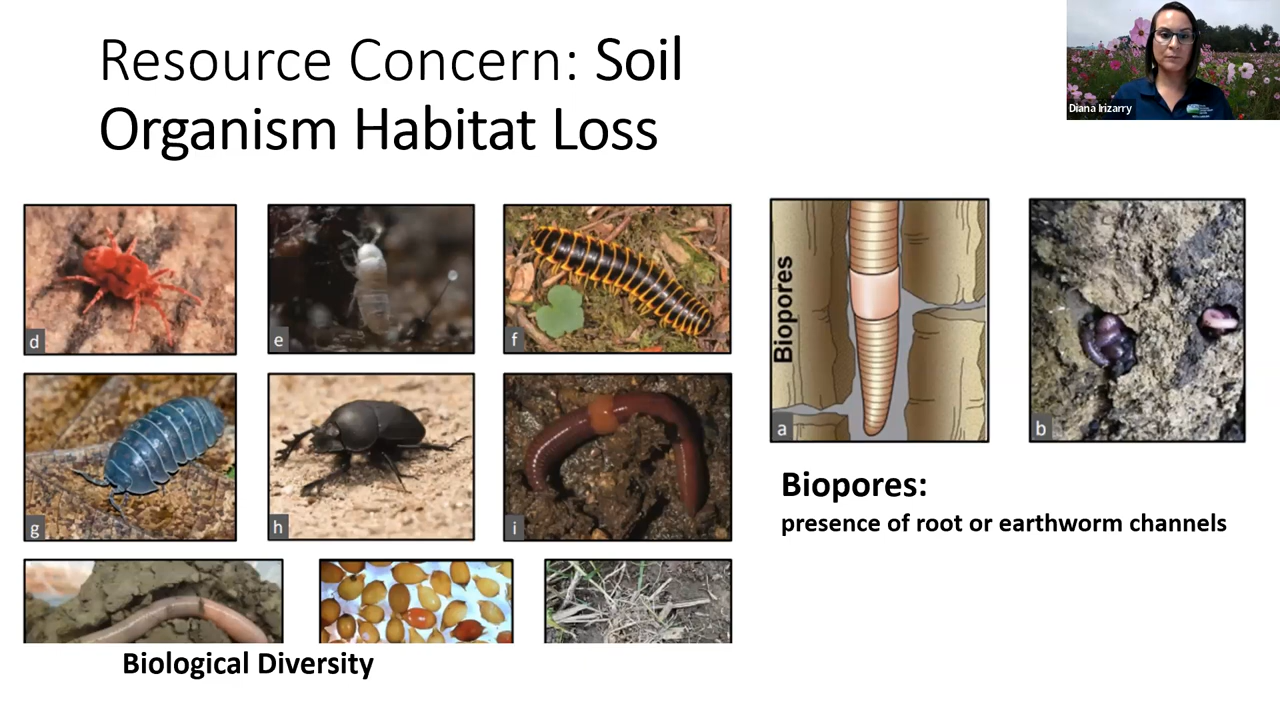 Resource Concern: Soil
Organism Habitat Loss
Diana Irizarry
d
e
f
g
h
i
Biological Diversity
Biopores
a
b
Biopores:
presence of root or earthworm channels